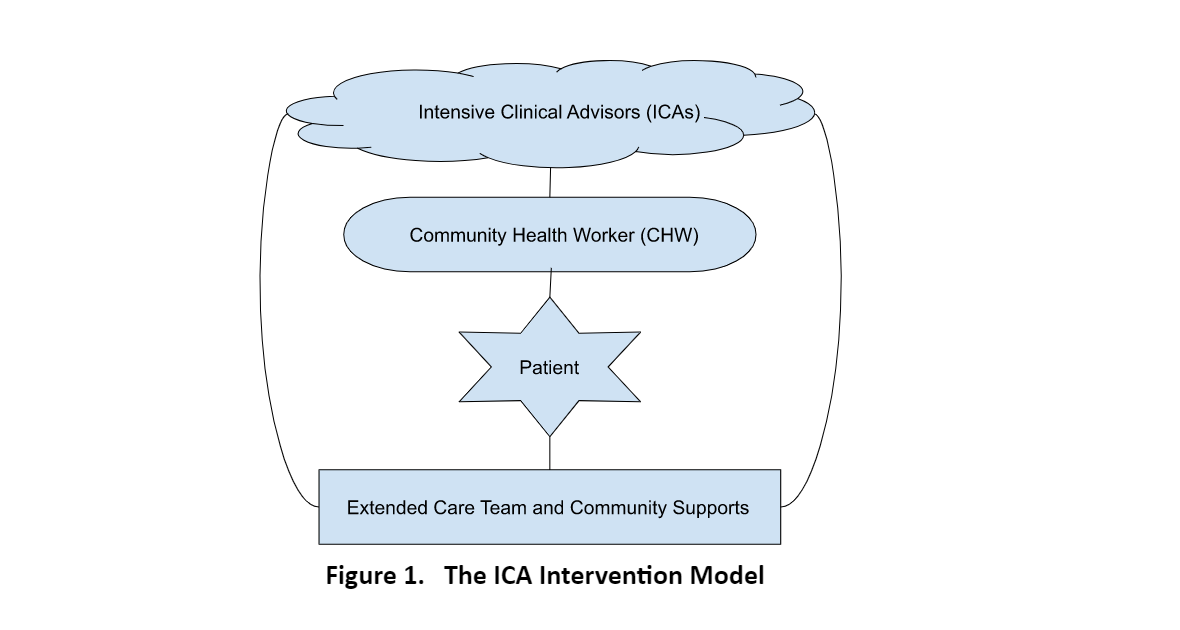 Intensive Clinical Advisors (ICAs)
Community Health Worker (CHW)
Patient
Extended Care Team and Community Supports
Figure 1. The ICA Intervention Model